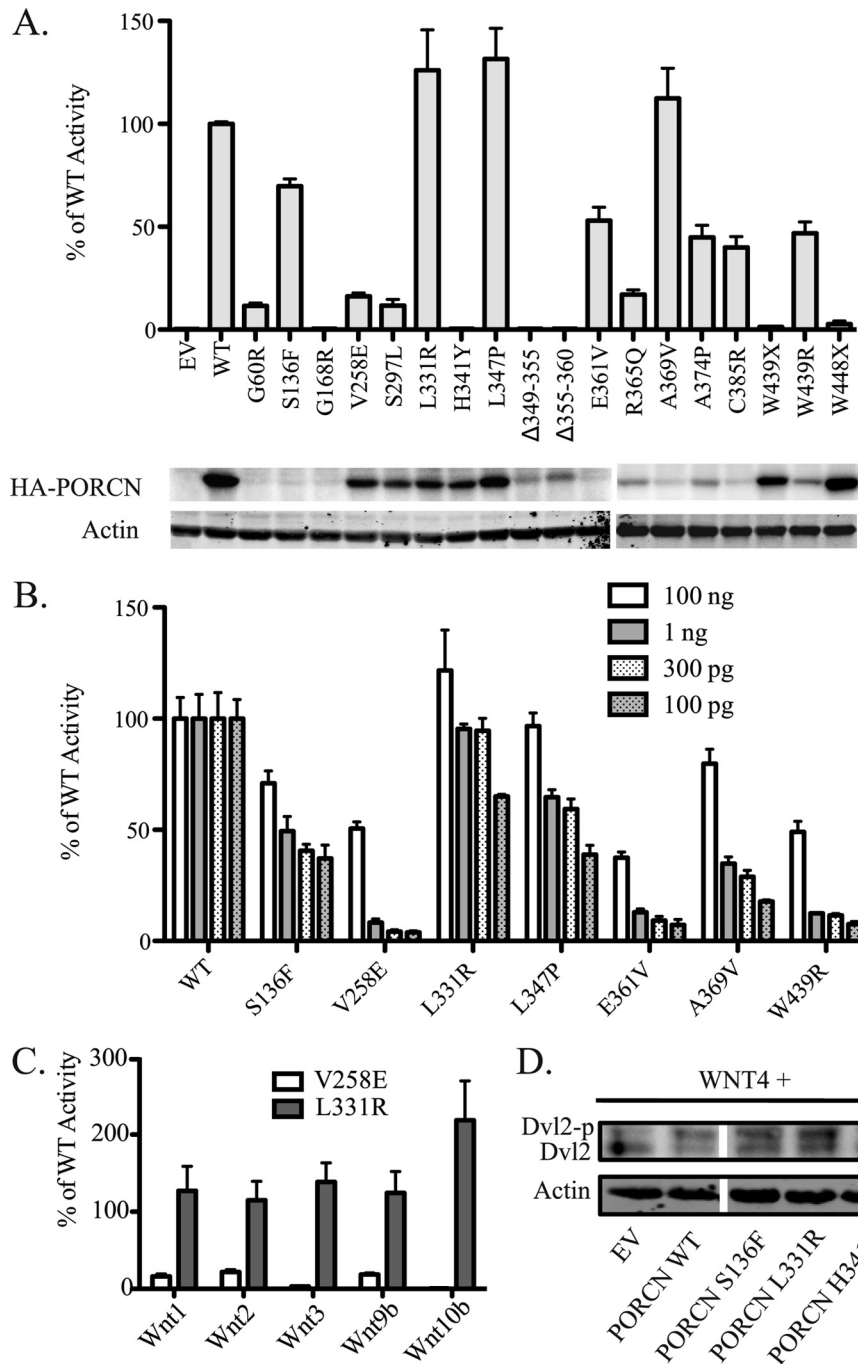 A.
% of WT Activity
150
100
50
0
EV
WT
G60R
S136F
G168R
V258E
S297L
L331R
H341Y
L347P
Δ349-355
Δ355-360
E361V
R365Q
A369V
A374P
C385R
W439X
W439R
W448X
HA-PORCN
Actin
B.
% of WT Activity
150
100
50
0
100 ng
1 ng
300 pg
100 pg
WT
S136F
V258E
L331R
L347P
E361V
A369V
W439R
C.
% of WT Activity
300
200
100
0
V258E
L331R
Wnt1
Wnt2
Wnt3
Wnt9b
Wnt10b
D.
WNT4 +
Dvl2-p
Dvl2
Actin
EV
PORCN WT
PORCN S136F
PORCN L331R
PORCN H34